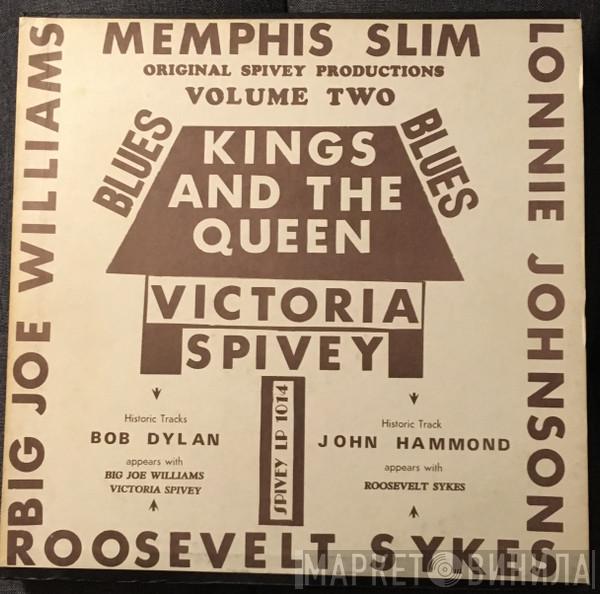 MEMPHIS SLIM
ORIGINAL SPIVEY PRODUCTIONS
VOLUME TWO
BLUES
BLUES
KINGS
AND THE
QUEEN
VICTORIA
SPIVEY
BIG JOE WILLIAMS
LONNIE JOHNSON
SPIVEY LP 1014
Historic Tracks
BOB DYLAN
appears with
BIG JOE WILLIAMS
VICTORIA SPIVEY
Historic Track
JOHN HAMMOND
appears with
ROOSEVELT SYKES
ROOSEVELT SYKES
МАРКЕТ ВИНИЛА